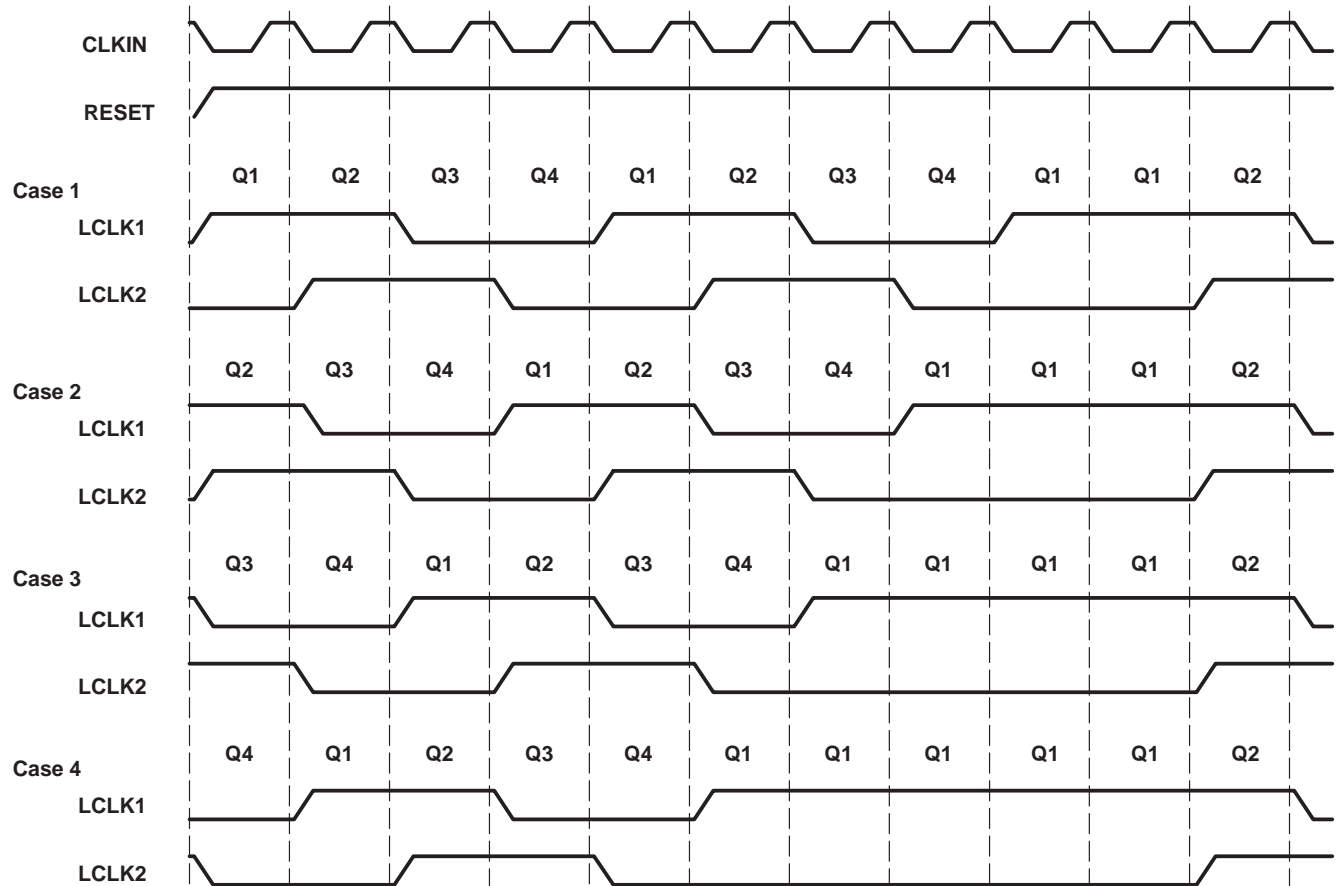 CLKIN
RESET
Q1 Q2 Q3 Q4 Q1 Q2 Q3 Q4 Q1 Q1 Q2
Case 1
LCLK1
LCLK2
Q2 Q3 Q4 Q1 Q2 Q3 Q4 Q1 Q1 Q1 Q2
Case 2
LCLK1
LCLK2
Q3 Q4 Q1 Q2 Q3 Q4 Q1 Q1 Q1 Q1 Q2
Case 3
LCLK1
LCLK2
Q4 Q1 Q2 Q3 Q4 Q1 Q1 Q1 Q1 Q1 Q2
Case 4
LCLK1
LCLK2